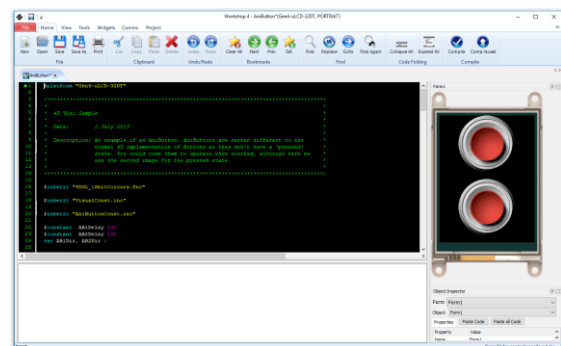 Workshop 4 - AniButton*(Gen4-uLCD-32DT, PORTRAIT)
File Home View Tools Widgets Comms Project
New Open Save Save As Print Cut Copy Paste Delete Undo Redo Clear All Next Prev Set Find Replace Goto Find Again Collapse All Expand All Compile Comp'nLoad
File Clipboard Undo/Redo Bookmarks Find Code Folding Compile
AniButton*
#platform "Gen4-uLCD-32DT"
4D Visi Sample
* Date: 2 July 2013
* Description: An example of an AniButton, AniButtons are rather different to the
* normal 4D implementation of Buttons as they don't have a 'pressed'
* state. You could code them to operate when touched, although here we
* use the second image for the pressed state.
#inherit "4DGL_16bitColours.fnc"
#inherit "VisualConst.inc"
#inherit "AniButtonConst.inc"
#constant AB1Delay
#constant AB2Delay
var AB1Dir, AB2Dir ;
Form1
Object Inspector
Form Form1
Object Form1
Properties Paste Code Paste all Code
Property Value
Name Form1